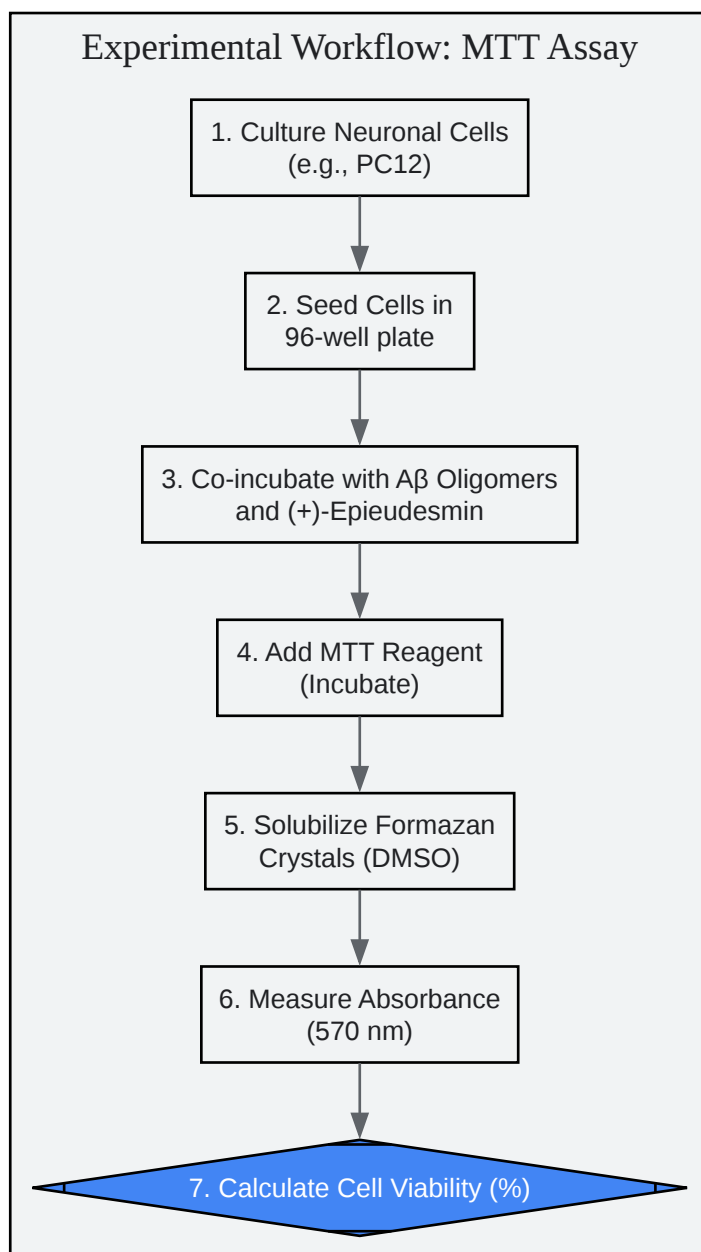 Experimental Workflow: MTT Assay
1. Culture Neuronal Cells
(e.g., PC12)
2. Seed Cells in
96-well plate
3. Co-incubate with Aβ Oligomers
and (+)-Epieudesmin
4. Add MTT Reagent
(Incubate)
5. Solubilize Formazan
Crystals (DMSO)
6. Measure Absorbance
(570 nm)
7. Calculate Cell Viability (%)